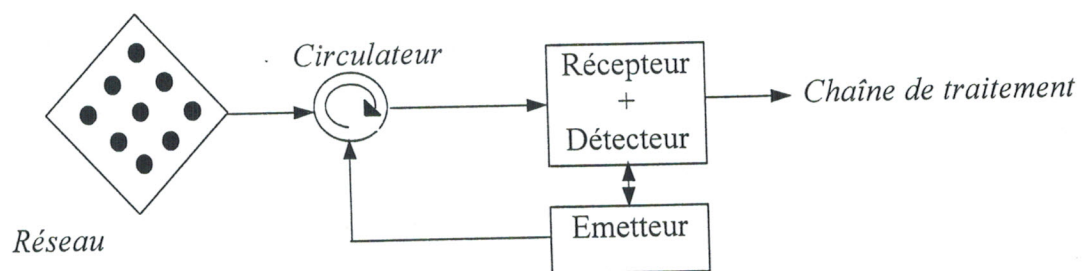 Circulateur
Récepteur
+
Détecteur
Chaîne de traitement
Emetteur
Réseau